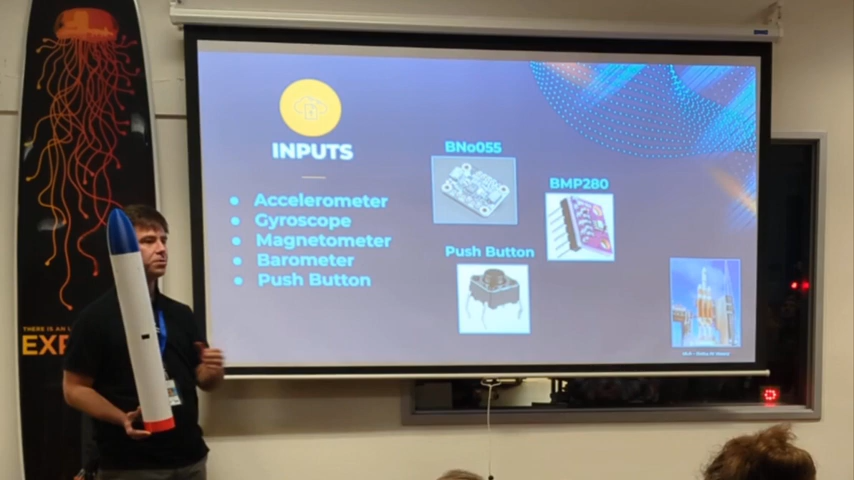 INPUTS
Accelerometer
Gyroscope
Magnetometer
Barometer
Push Button
BNo055
BMP280
Push Button
THERE IS AN
EXP